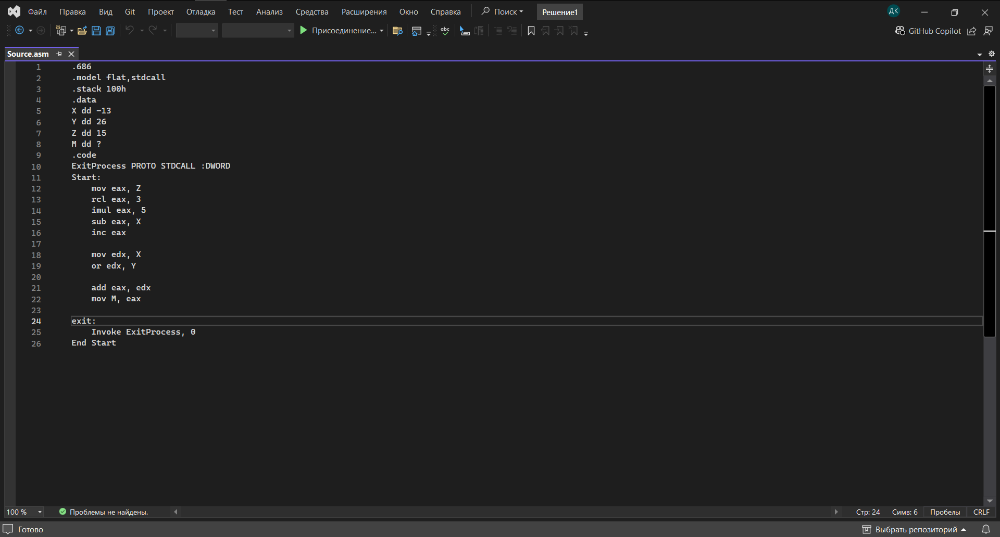 Файл Правка Вид Git Проект Отладка Тест Анализ Средства Расширения Окно Справка Поиск Решение1 ДК
Присоединение... abc GitHub Copilot
Source.asm
1 .686
2 .model flat,stdcall
3 .stack 100h
4 .data
5 X dd -13
6 Y dd 26
7 Z dd 15
8 M dd ?
9 .code
10 ExitProcess PROTO STDCALL :DWORD
11 Start:
12 mov eax, Z
13 rcl eax, 3
14 imul eax, 5
15 sub eax, X
16 inc eax
17
18 mov edx, X
19 or edx, Y
20
21 add eax, edx
22 mov M, eax
23
24 exit:
25 Invoke ExitProcess, 0
26 End Start
100 % Проблемы не найдены. Стр: 24 Симв: 6 Пробелы CRLF
Готово Выбрать репозиторий